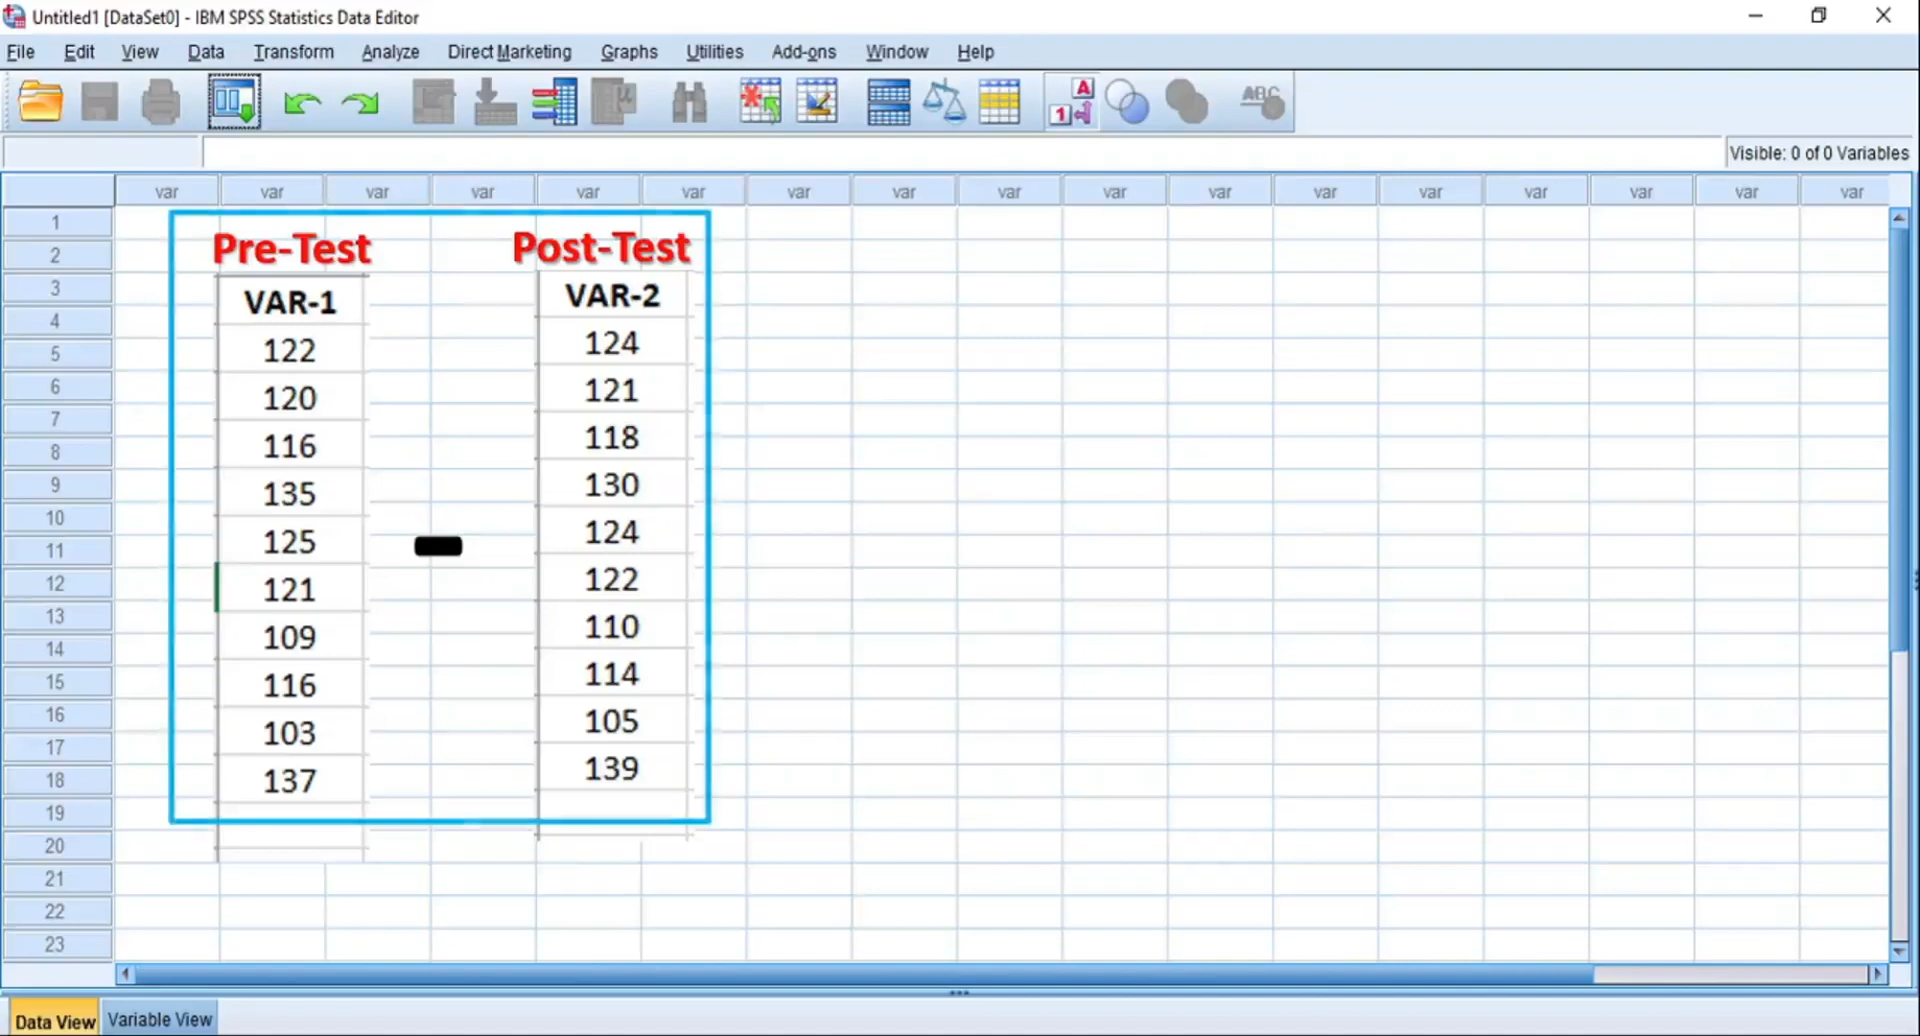 Untitled1 [DataSet0] - IBM SPSS Statistics Data Editor
File Edit View Data Transform Analyze Direct Marketing Graphs Utilities Add-ons Window Help
A
1
ABC
Visible: 0 of 0 Variables
var var var var var var var var var var var var var var var var var
1
2 Pre-Test Post-Test
3 VAR-1 VAR-2
4
5 122 124
6 120 121
7
8 116 118
9 135 130
10
11 125 124
12 121 122
13
14 109 110
15 116 114
16 103 105
17
18 137 139
19
20
21
22
23
Data View Variable View